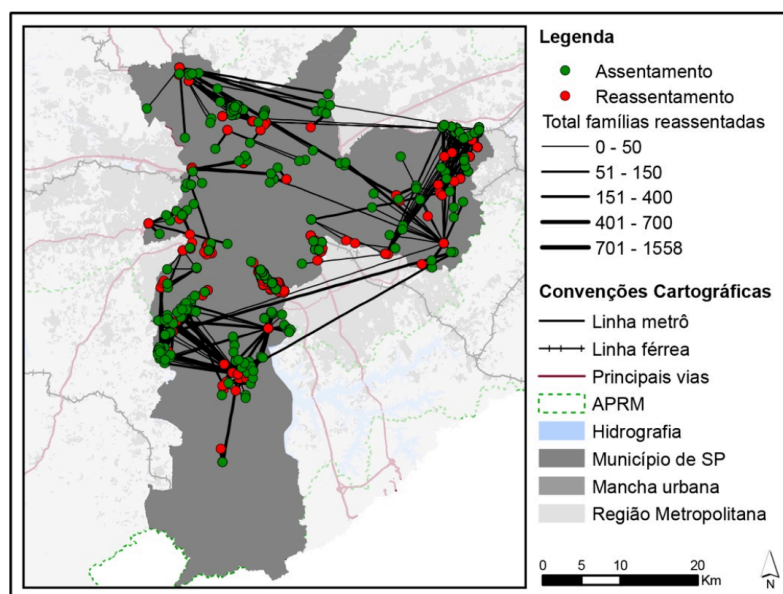 Legenda
Assentamento
Reassentamento
Total famílias reassentadas
0 - 50
51 - 150
151 - 400
401 - 700
701 - 1558
Convenções Cartográficas
Linha metrô
Linha férrea
Principais vias
APRM
Hidrografia
Município de SP
Mancha urbana
Região Metropolitana
0 5 10 20
Km
N